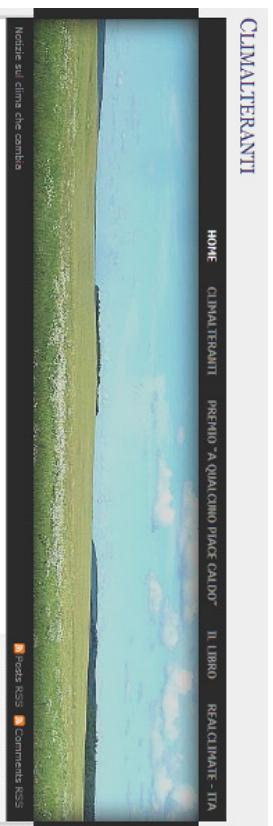 CLIMALTERANTI
HOME CLIMALTERANTI PREMIO "A QUALCUNO PIACE CALDO" IL LIBRO REALCLIMATE - ITA
Notizie sul clima che cambia Posts RSS Comments RSS